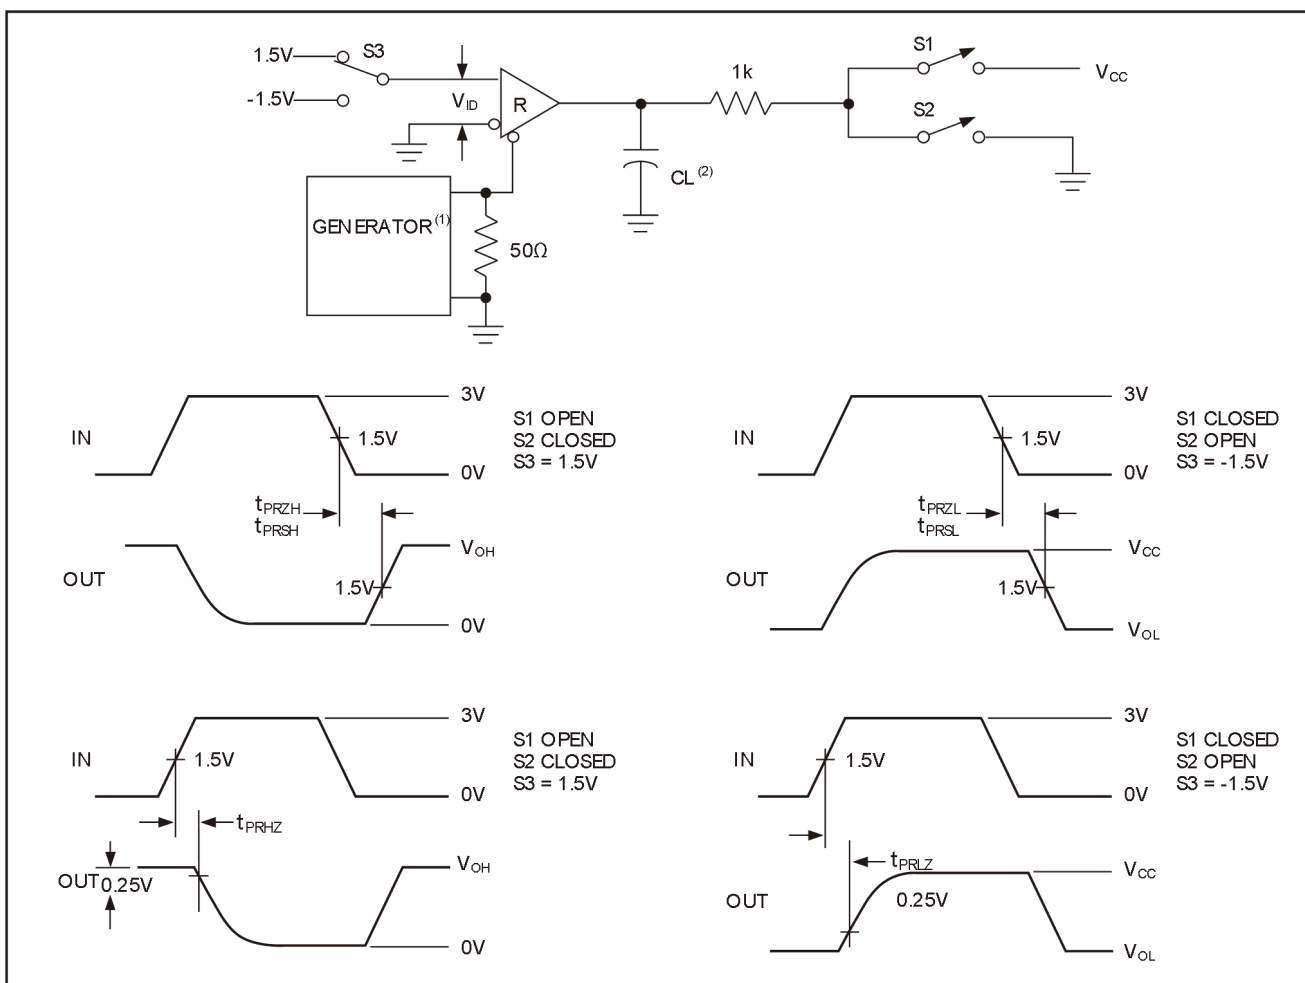 1.5V
S3
-1.5V
VID
R
1k
S1
VCC
S2
CL(2)
GENERATOR(1)
50Ω
IN
3V
1.5V
0V
S1 OPEN
S2 CLOSED
S3 = 1.5V
tPRZH
tPRSH
OUT
VOH
1.5V
0V
IN
3V
1.5V
0V
S1 CLOSED
S2 OPEN
S3 = -1.5V
tPRZL
tPRSL
OUT
VCC
1.5V
VOL
IN
3V
1.5V
0V
S1 OPEN
S2 CLOSED
S3 = 1.5V
tPRHZ
OUT
0.25V
VOH
0V
IN
3V
1.5V
0V
S1 CLOSED
S2 OPEN
S3 = -1.5V
tPRLZ
OUT
0.25V
VCC
VOL